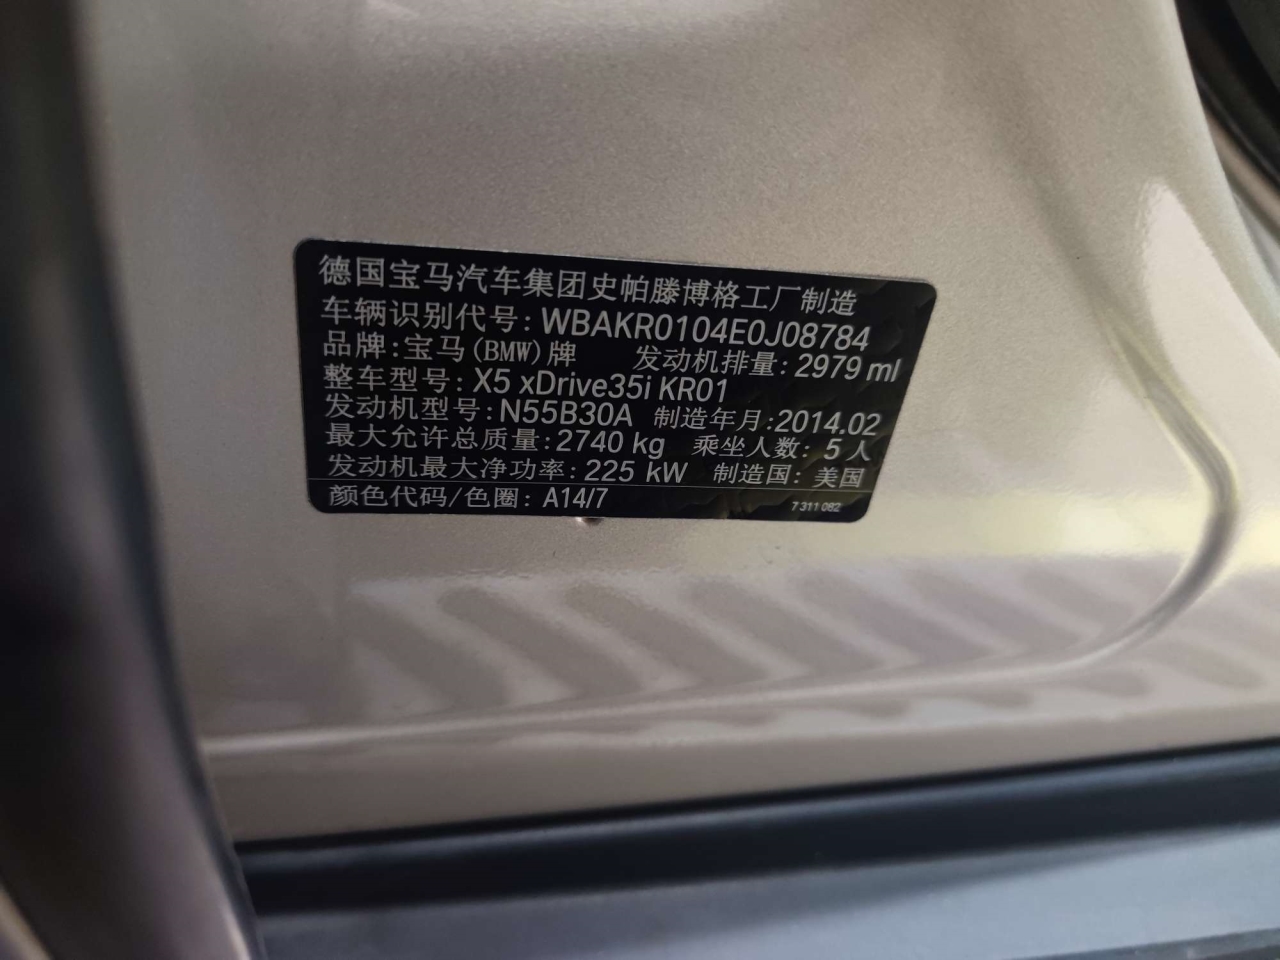 德国宝马汽车集团史帕滕博格工厂制造
车辆识别代号: WBAKR0104E0J08784
品牌:宝马(BMW)牌 发动机排量: 2979 ml
整车型号: X5 xDrive35i KR01
发动机型号: N55B30A 制造年月:2014.02
最大允许总质量:2740 kg 乘坐人数: 5 人
发动机最大净功率: 225 kW 制造国: 美国
颜色代码/色圈: A14/7 7 311 082